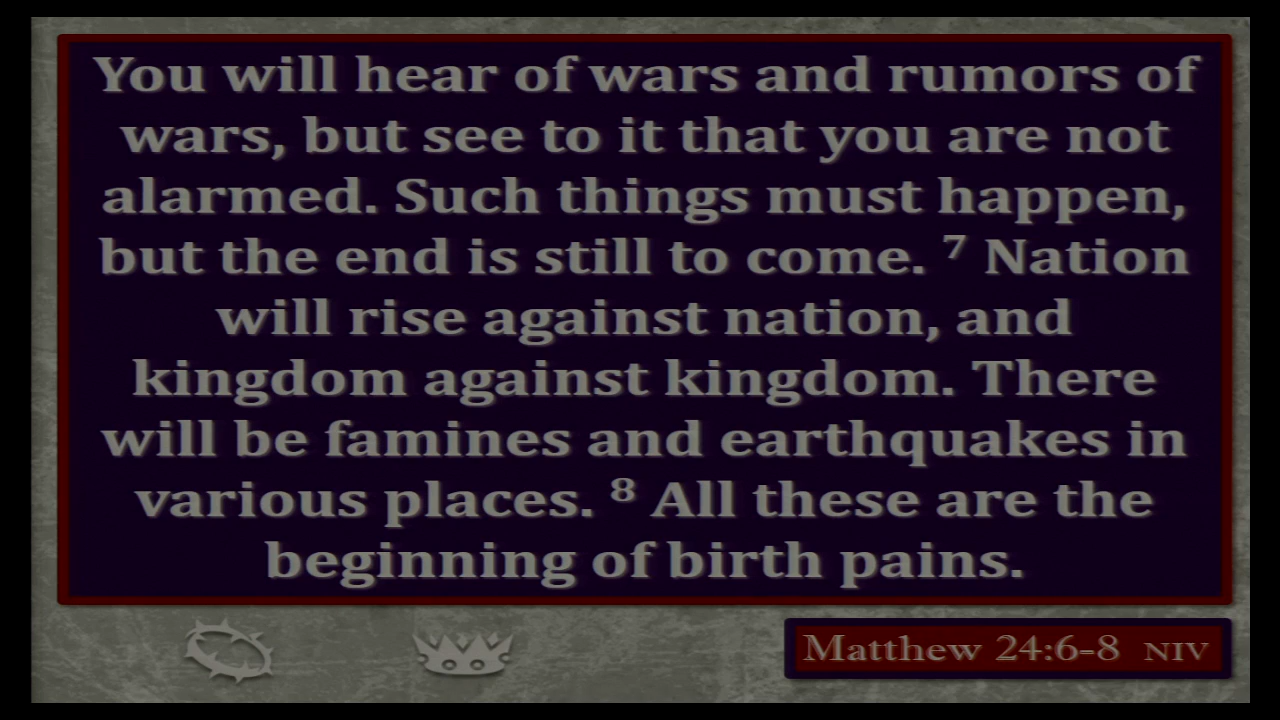 You will hear of wars and rumors of
wars, but see to it that you are not
alarmed. Such things must happen,
but the end is still to come. ⁷ Nation
will rise against nation, and
kingdom against kingdom. There
will be famines and earthquakes in
various places. ⁸ All these are the
beginning of birth pains.
Matthew 24:6-8 NIV